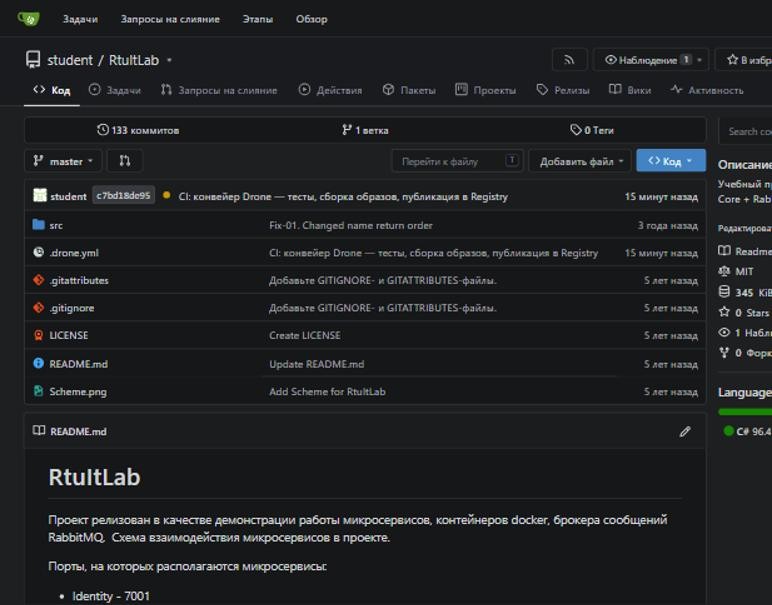 Задачи Запросы на слияние Этапы Обзор
student / RtuItLab
Наблюдение 1 В избр
Код Задачи Запросы на слияние Действия Пакеты Проекты Релизы Вики Активность
133 коммитов 1 ветка 0 Теги
Search co
master Перейти к файлу T Добавить файл Код
Описание
student c7bd18de95 CI: конвейер Drone — тесты, сборка образов, публикация в Registry 15 минут назад
Учебный п
Core + Rab
src Fix-01. Changed name return order 3 года назад
Редактирова
.drone.yml CI: конвейер Drone — тесты, сборка образов, публикация в Registry 15 минут назад
Readme
.gitattributes Добавьте GITIGNORE- и GITATTRIBUTES-файлы. 5 лет назад
MIT
.gitignore Добавьте GITIGNORE- и GITATTRIBUTES-файлы. 5 лет назад
345 KiB
0 Stars
LICENSE Create LICENSE 5 лет назад
1 Набл
README.md Update README.md 5 лет назад
0 Форк
Scheme.png Add Scheme for RtuItLab 5 лет назад
Language
README.md
C# 96.4
RtuItLab
Проект релизован в качестве демонстрации работы микросервисов, контейнеров docker, брокера сообщений
RabbitMQ. Схема взаимодействия микросервисов в проекте.
Порты, на которых располагаются микросервисы:
• Identity - 7001